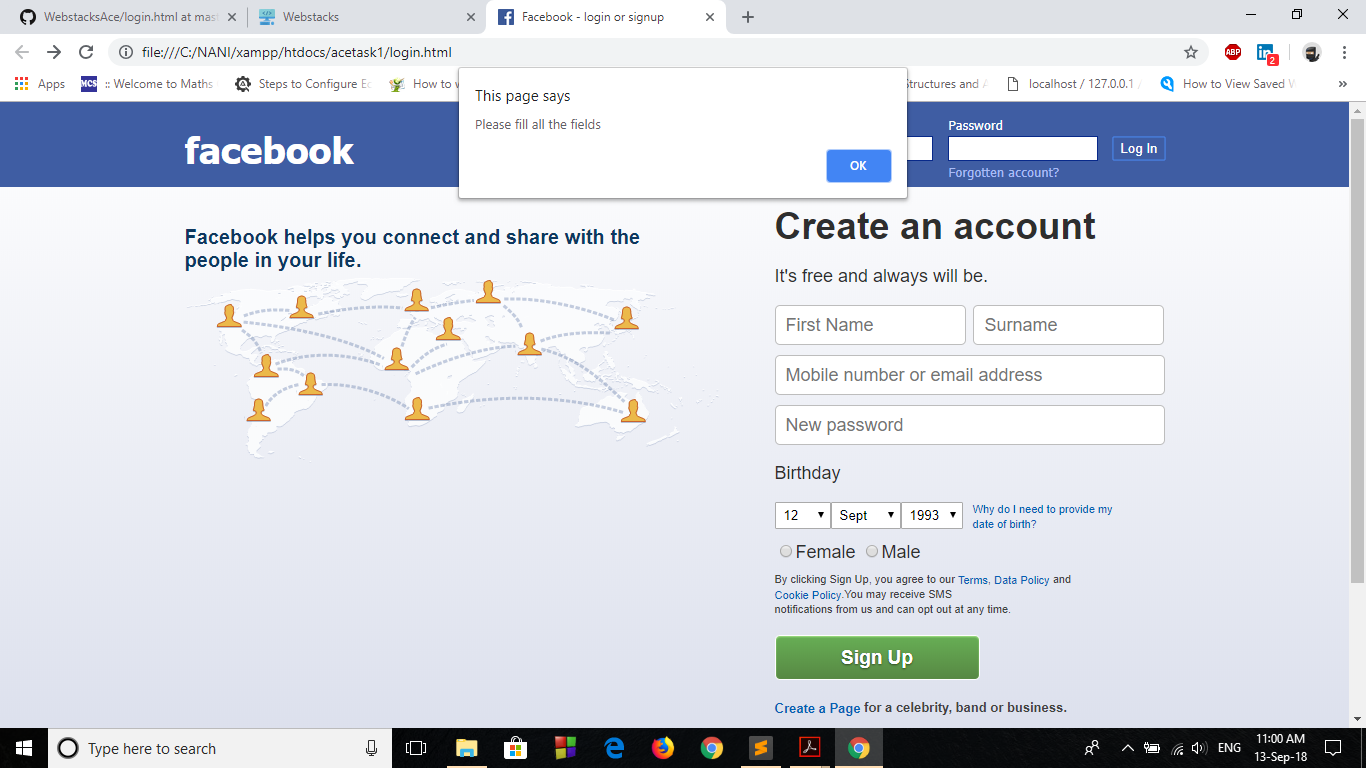 WebstacksAce/login.html at mast
Webstacks
Facebook - login or signup
file:///C:/NANI/xampp/htdocs/acetask1/login.html
ABP
2
Apps
MCS
:: Welcome to Maths
Steps to Configure Ec
How to w
Structures and A
localhost / 127.0.0.1 /
How to View Saved W
»
This page says
Please fill all the fields
OK
facebook
Password
Log In
Forgotten account?
Facebook helps you connect and share with the
people in your life.
Create an account
It's free and always will be.
First Name
Surname
Mobile number or email address
New password
Birthday
12
Sept
1993
Why do I need to provide my
date of birth?
Female
Male
By clicking Sign Up, you agree to our Terms, Data Policy and
Cookie Policy.You may receive SMS
notifications from us and can opt out at any time.
Sign Up
Create a Page for a celebrity, band or business.
Type here to search
ENG
11:00 AM
13-Sep-18